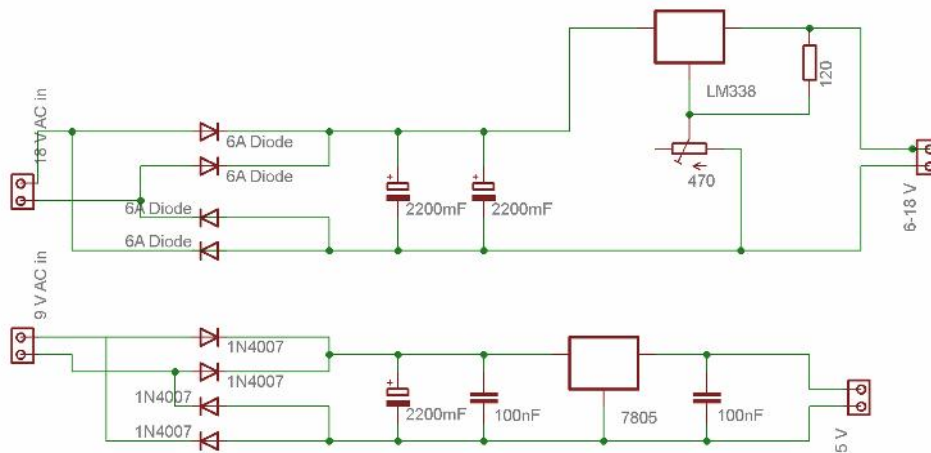 18 V AC in
6A Diode
6A Diode
6A Diode
6A Diode
+
2200mF
+
2200mF
LM338
120
470
6-18 V
9 V AC in
1N4007
1N4007
1N4007
1N4007
+
2200mF
100nF
7805
100nF
5 V